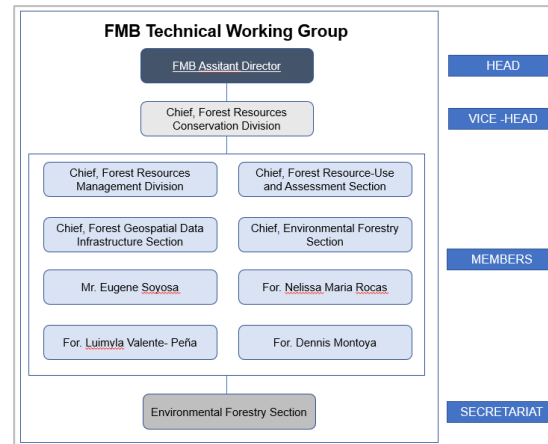 FMB Technical Working Group
FMB Assitant Director
HEAD
Chief, Forest Resources
Conservation Division
VICE -HEAD
Chief, Forest Resources
Management Division
Chief, Forest Resource-Use
and Assessment Section
Chief, Forest Geospatial Data
Infrastructure Section
Chief, Environmental Forestry
Section
MEMBERS
Mr. Eugene Soyosa
For. Nelissa Maria Rocas
For. Luimyla Valente- Peña
For. Dennis Montoya
Environmental Forestry Section
SECRETARIAT